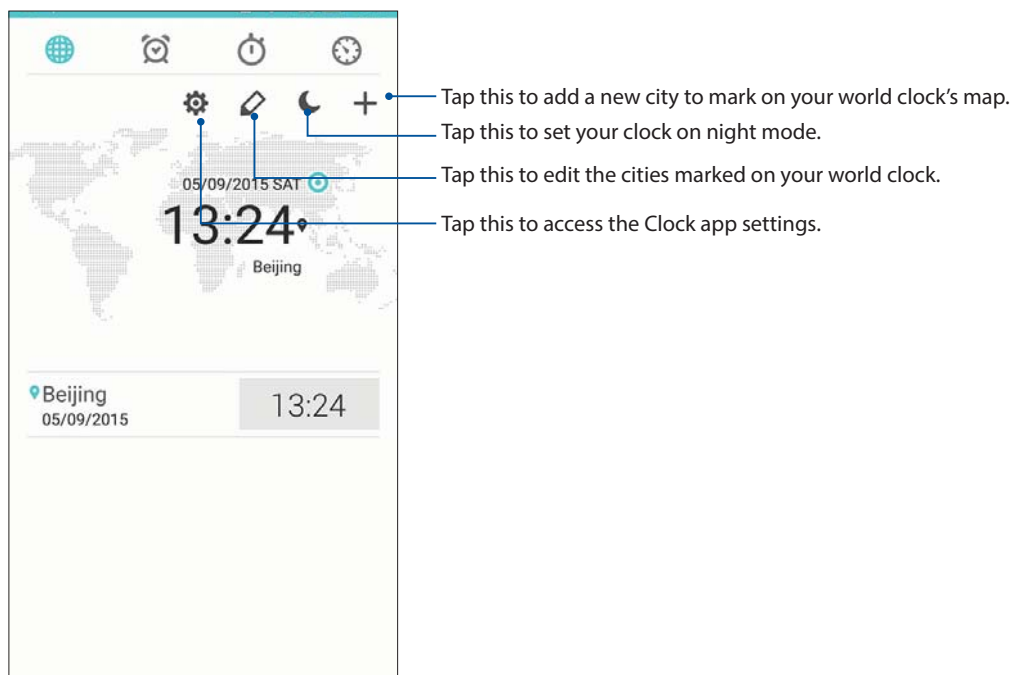 Tap this to add a new city to mark on your world clock's map.
Tap this to set your clock on night mode.
Tap this to edit the cities marked on your world clock.
Tap this to access the Clock app settings.
05/09/2015 SAT
13:24
Beijing
Beijing
05/09/2015
13:24